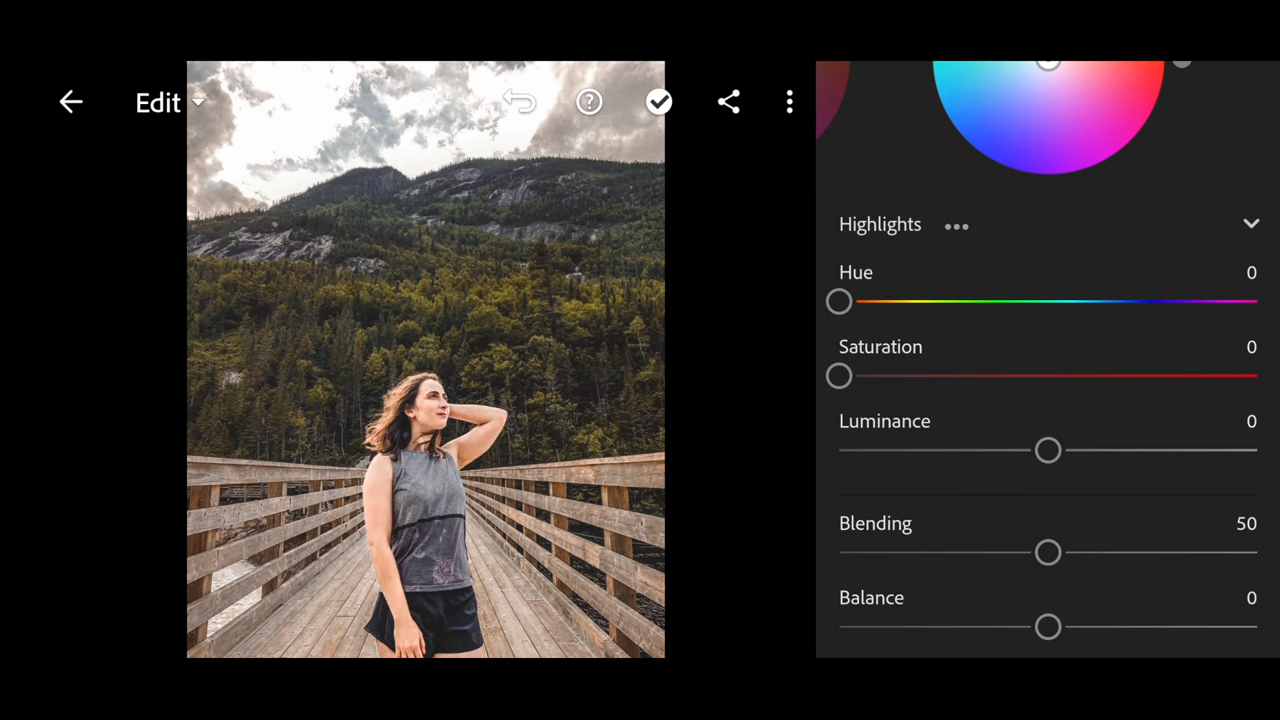 Edit
Highlights
Hue 0
Saturation 0
Luminance 0
Blending 50
Balance 0